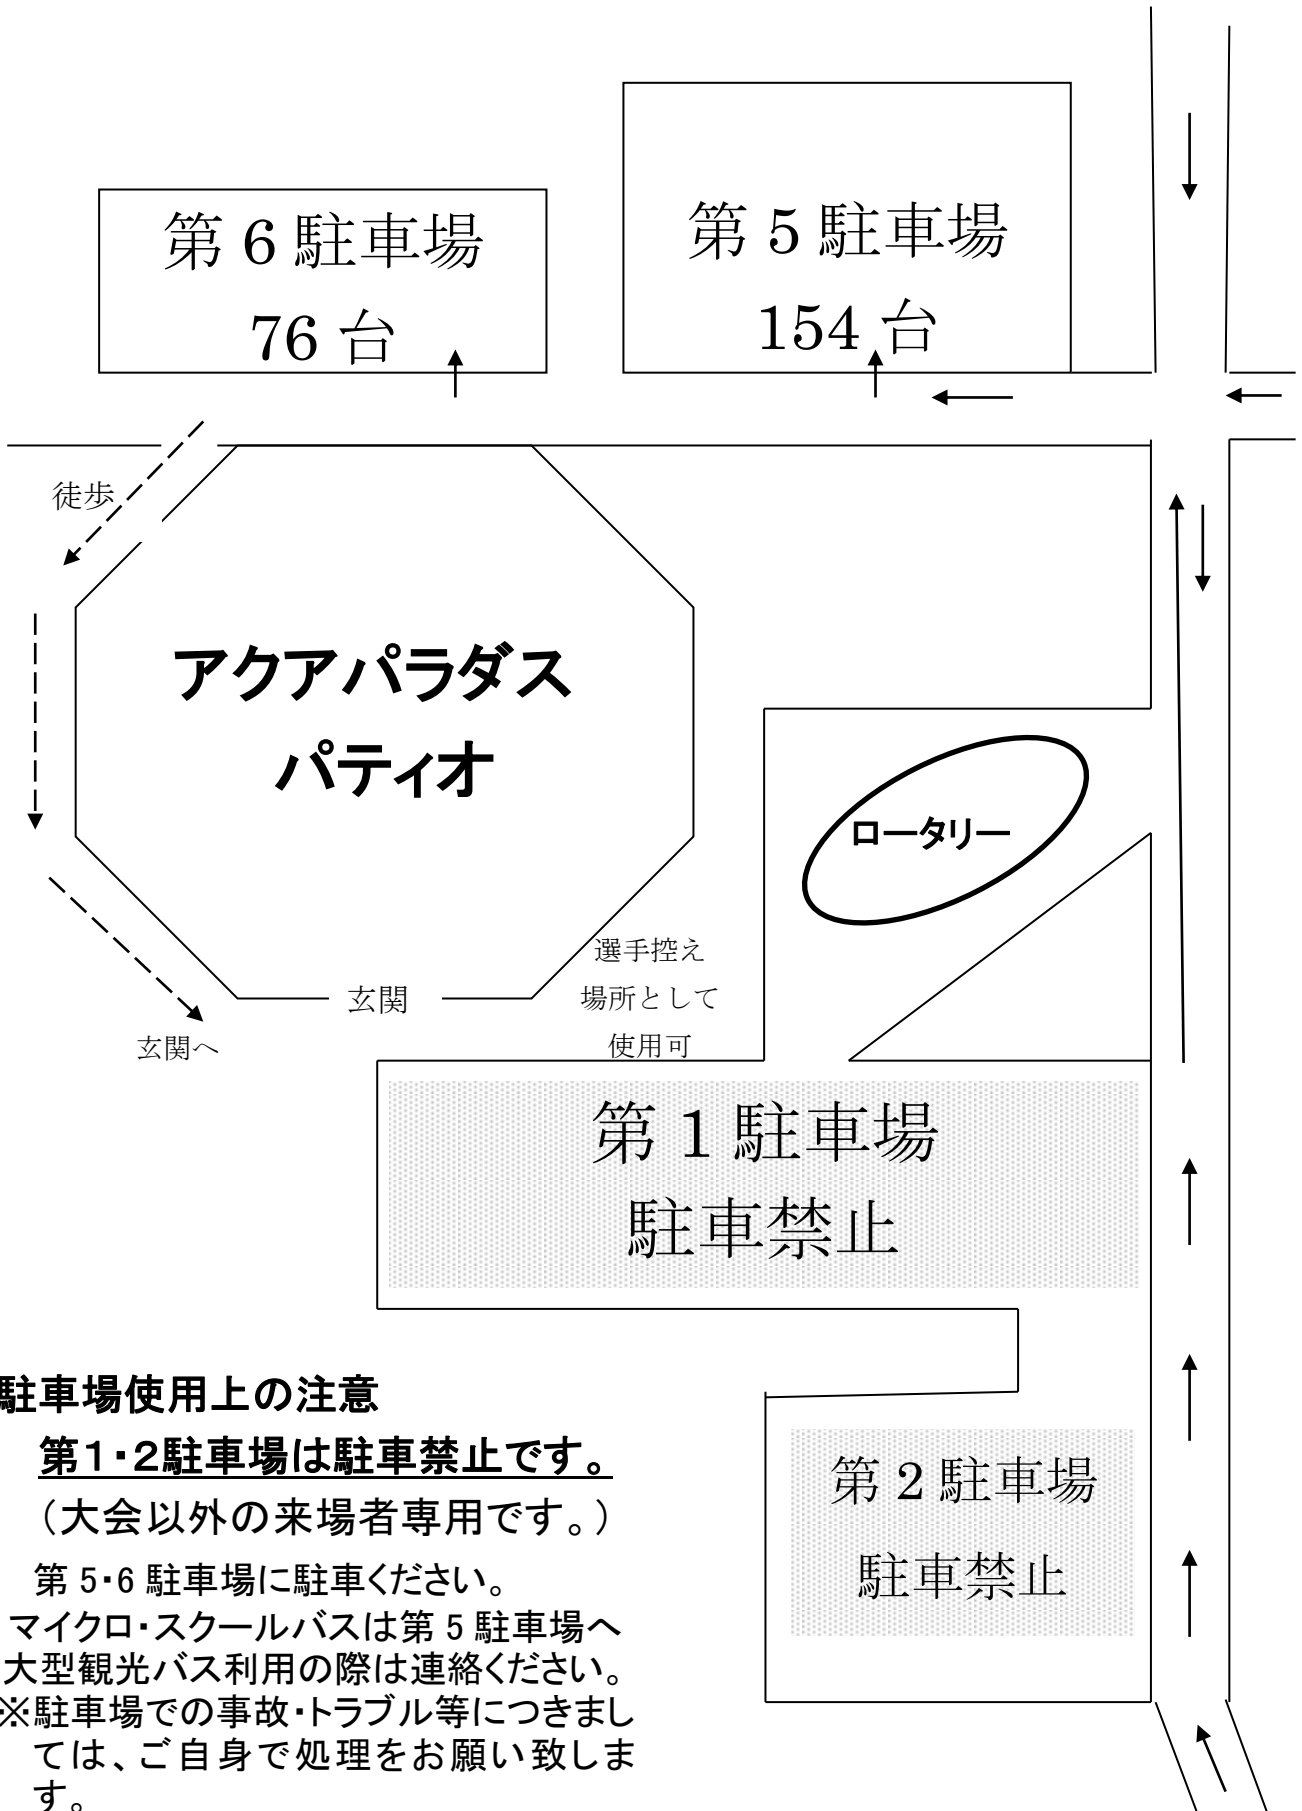 第 6 駐車場
76 台
第 5 駐車場
154 台
徒歩
アクアパラダス
パティオ
ロータリー
選手控え
場所として
使用可
玄関
玄関へ
第 1 駐車場
駐車禁止
駐車場使用上の注意
第1・2駐車場は駐車禁止です。
（大会以外の来場者専用です。）
第 5・6 駐車場に駐車ください。
マイクロ・スクールバスは第 5 駐車場へ
大型観光バス利用の際は連絡ください。
※駐車場での事故・トラブル等につきまし
ては、ご自身で処理をお願い致しま
す。
第 2 駐車場
駐車禁止